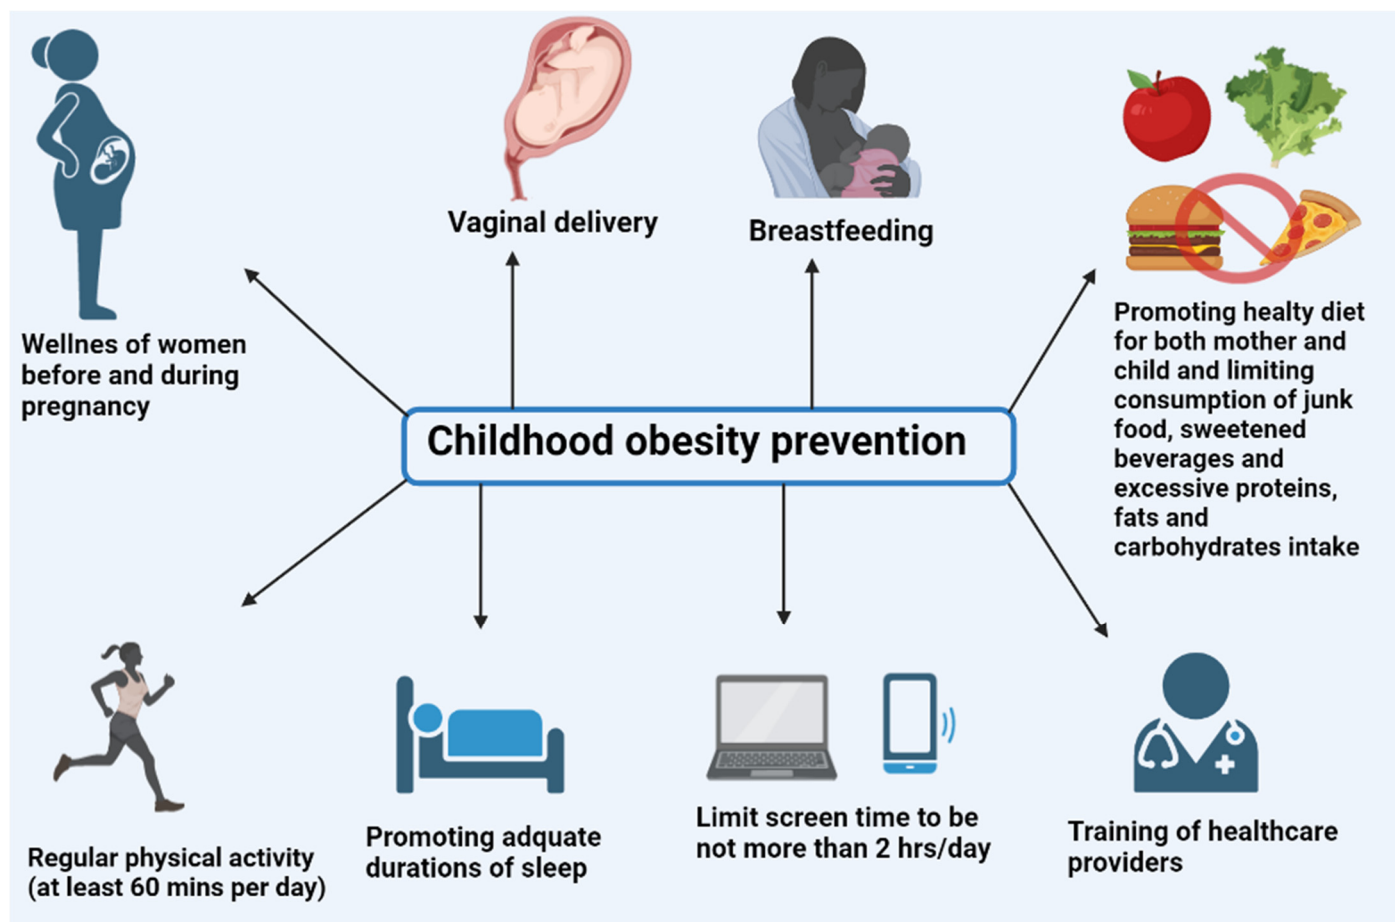 Vaginal delivery
Breastfeeding
Wellnes of women
before and during
pregnancy
Promoting healty diet
for both mother and
child and limiting
consumption of junk
food, sweetened
beverages and
excessive proteins,
fats and
carbohydrates intake
Childhood obesity prevention
Regular physical activity
(at least 60 mins per day)
Promoting adquate
durations of sleep
Limit screen time to be
not more than 2 hrs/day
Training of healthcare
providers